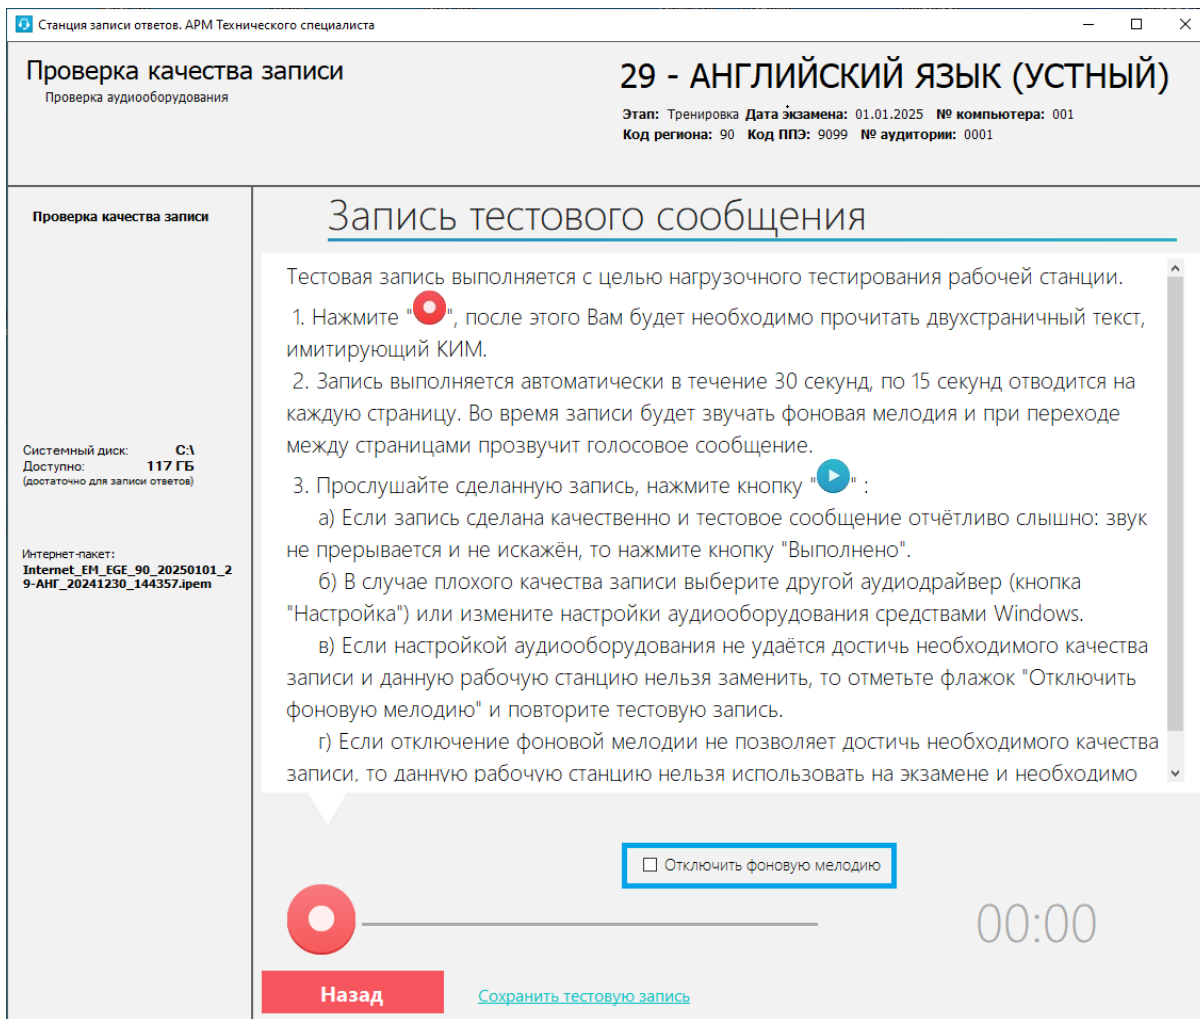 Станция записи ответов. АРМ Технического специалиста
Проверка качества записи
Проверка аудиооборудования
29 - АНГЛИЙСКИЙ ЯЗЫК (УСТНЫЙ)
Этап: Тренировка Дата экзамена: 01.01.2025 № компьютера: 001
Код региона: 90 Код ППЭ: 9099 № аудитории: 0001
Проверка качества записи
Системный диск: C:\
Доступно: 117 ГБ
(достаточно для записи ответов)
Интернет-пакет:
Internet_EM_EGE_90_20250101_2
9-АНГ_20241230_144357.ipem
Запись тестового сообщения
Тестовая запись выполняется с целью нагрузочного тестирования рабочей станции.
1. Нажмите "", после этого Вам будет необходимо прочитать двухстраничный текст,
имитирующий КИМ.
2. Запись выполняется автоматически в течение 30 секунд, по 15 секунд отводится на
каждую страницу. Во время записи будет звучать фоновая мелодия и при переходе
между страницами прозвучит голосовое сообщение.
3. Прослушайте сделанную запись, нажмите кнопку "" :
а) Если запись сделана качественно и тестовое сообщение отчётливо слышно: звук
не прерывается и не искажён, то нажмите кнопку "Выполнено".
б) В случае плохого качества записи выберите другой аудиодрайвер (кнопка
"Настройка") или измените настройки аудиооборудования средствами Windows.
в) Если настройкой аудиооборудования не удаётся достичь необходимого качества
записи и данную рабочую станцию нельзя заменить, то отметьте флажок "Отключить
фоновую мелодию" и повторите тестовую запись.
г) Если отключение фоновой мелодии не позволяет достичь необходимого качества
записи, то данную рабочую станцию нельзя использовать на экзамене и необходимо
Отключить фоновую мелодию
00:00
Назад
Сохранить тестовую запись